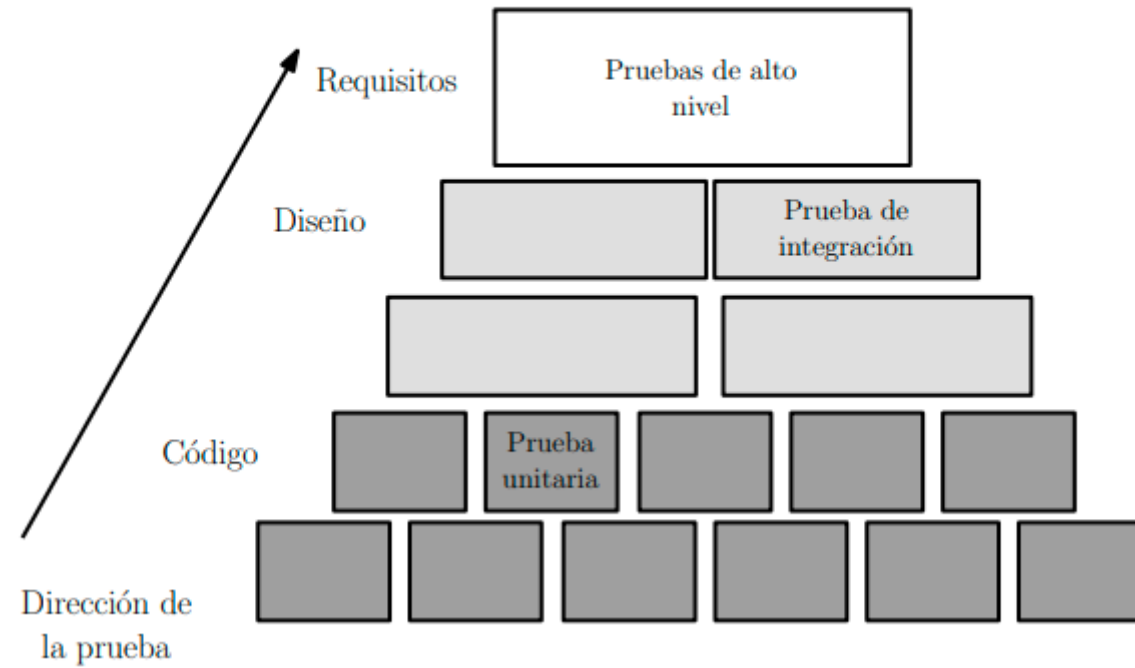 Pruebas de alto
nivel
Requisitos
Prueba de
integración
Diseño
Prueba
unitaria
Código
Dirección de
la prueba